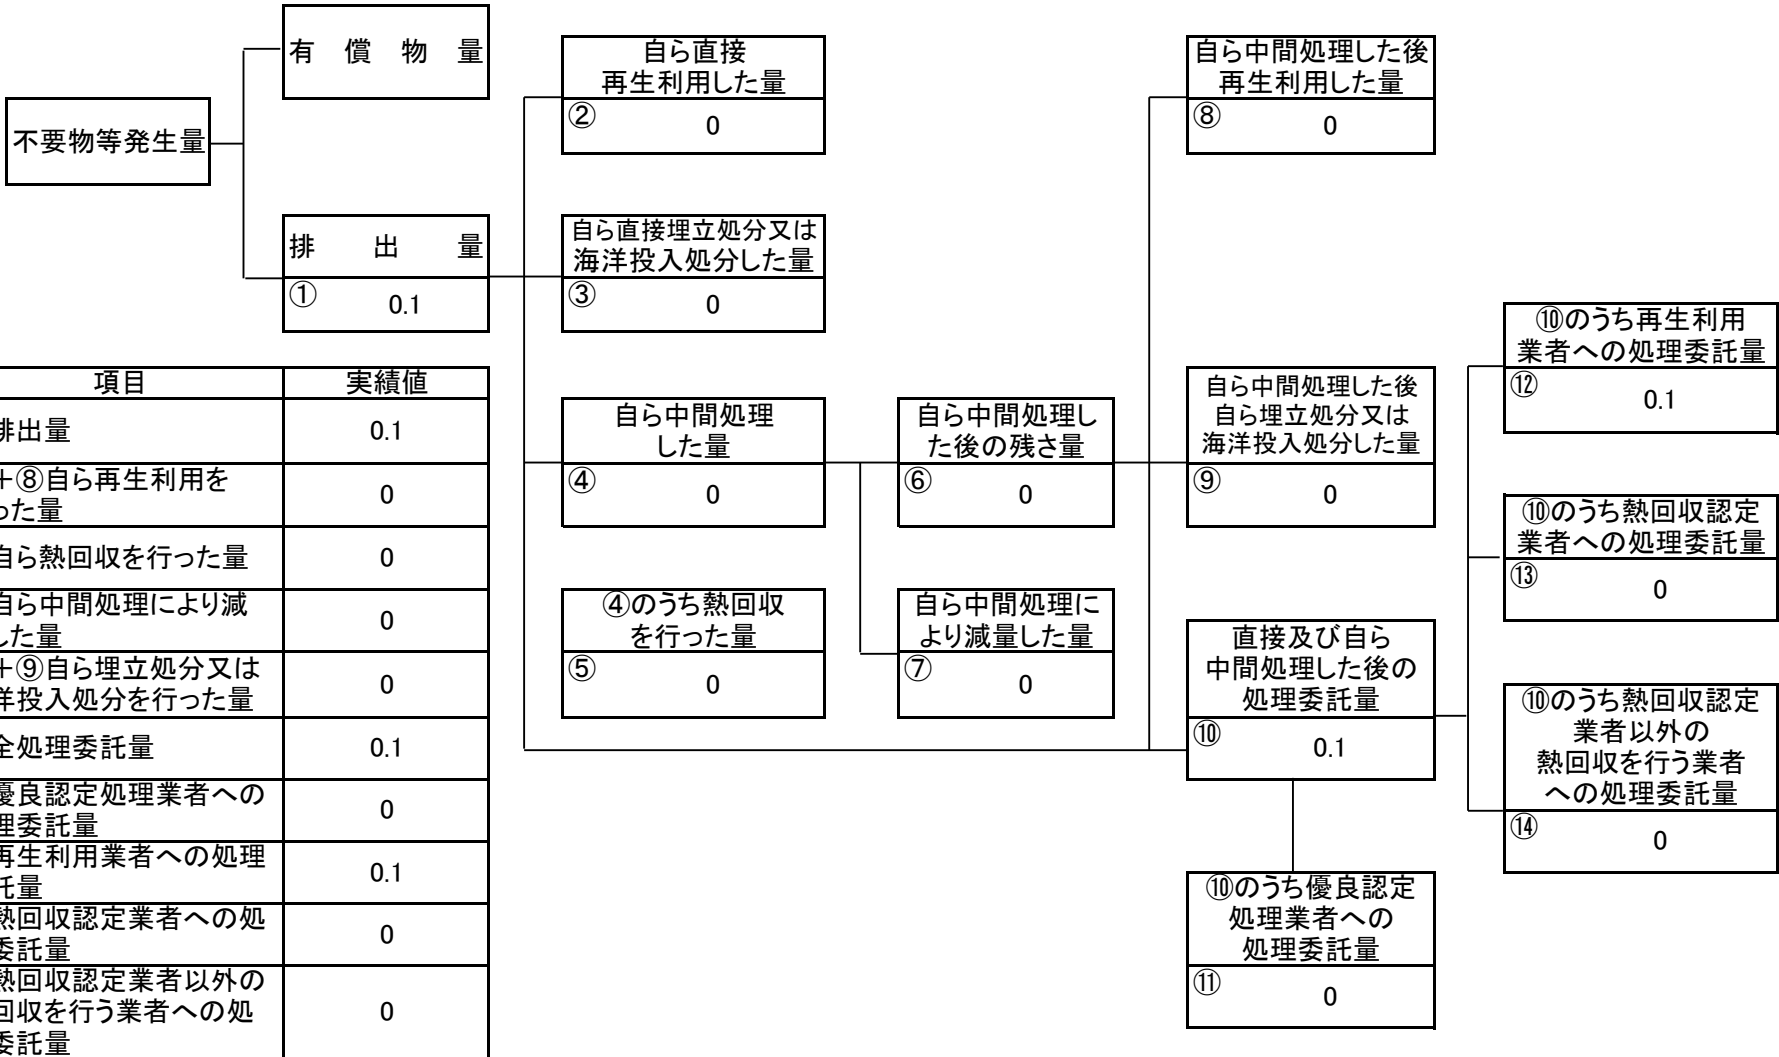 有償物量
自ら直接
再生利用した量
②
0
自ら中間処理した後
再生利用した量
⑧
0
不要物等発生量
排出量
①
0.1
自ら直接埋立処分又は
海洋投入処分した量
③
0
⑩のうち再生利用
業者への処理委託量
⑫
0.1
自ら中間処理
した量
④
0
自ら中間処理し
た後の残さ量
⑥
0
自ら中間処理した後
自ら埋立処分又は
海洋投入処分した量
⑨
0
⑩のうち熱回収認定
業者への処理委託量
⑬
0
④のうち熱回収
を行った量
⑤
0
自ら中間処理に
より減量した量
⑦
0
直接及び自ら
中間処理した後の
処理委託量
⑩
0.1
⑩のうち熱回収認定
業者以外の
熱回収を行う業者
への処理委託量
⑭
0
⑩のうち優良認定
処理業者への
処理委託量
⑪
0
項目
実績値
排出量
0.1
+⑧自ら再生利用を
った量
0
自ら熱回収を行った量
0
自ら中間処理により減
した量
0
+⑨自ら埋立処分又は
洋投入処分を行った量
0
全処理委託量
0.1
優良認定処理業者への
理委託量
0
再生利用業者への処理
託量
0.1
熱回収認定業者への処
委託量
0
熱回収認定業者以外の
回収を行う業者への処
委託量
0